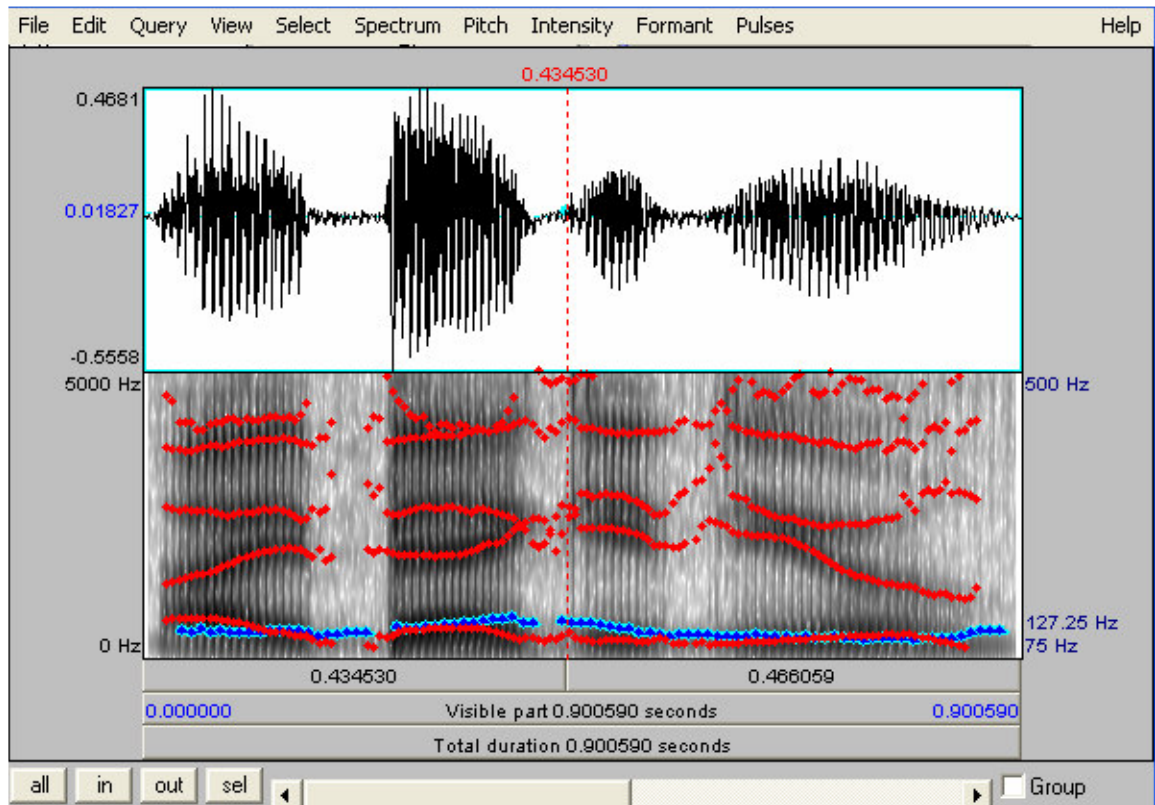 File Edit Query View Select Spectrum Pitch Intensity Formant Pulses Help
0.434530
0.4681
0.01827
-0.5558
5000 Hz
500 Hz
127.25 Hz
0 Hz
75 Hz
0.434530 0.466059
0.000000 Visible part 0.900590 seconds 0.900590
Total duration 0.900590 seconds
all in out sel Group